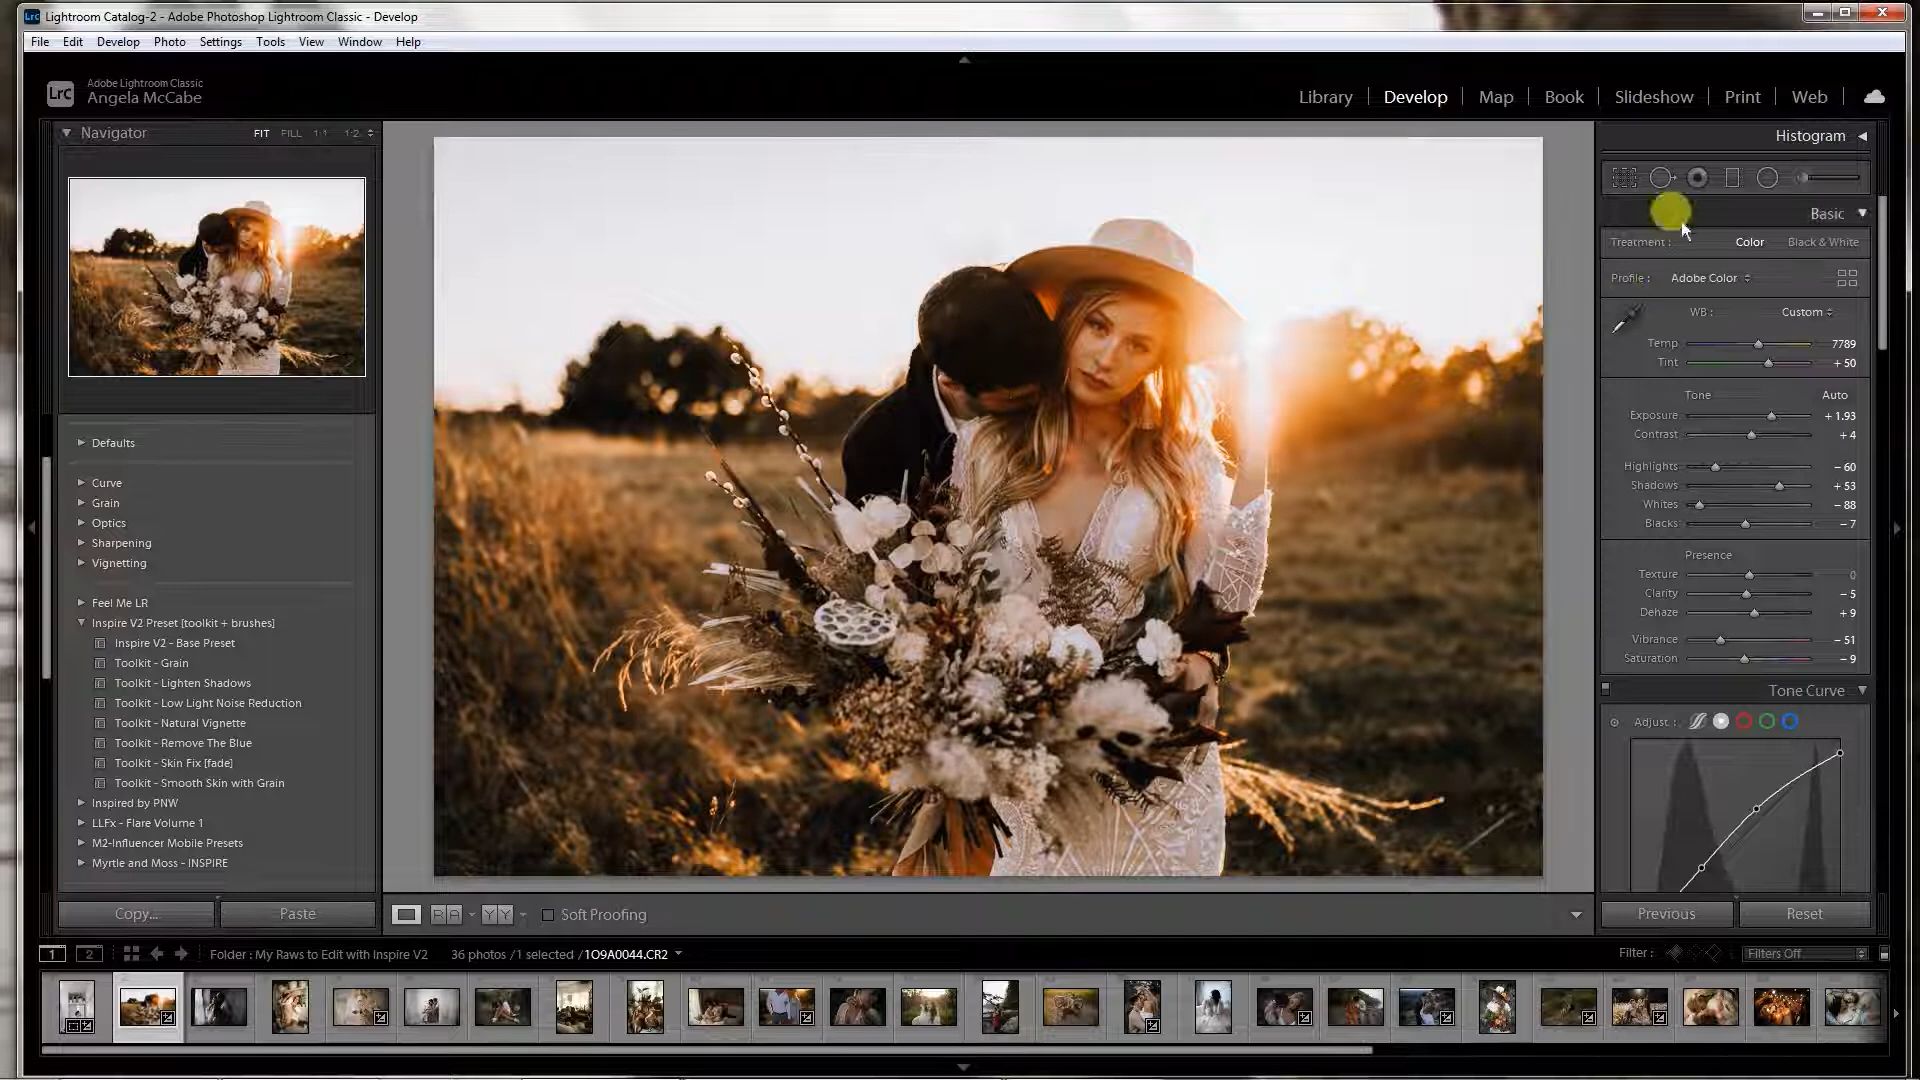 Lightroom Catalog-2 - Adobe Photoshop Lightroom Classic - Develop
File Edit Develop Photo Settings Tools View Window Help
Lrc Adobe Lightroom Classic
Angela McCabe
Library Develop Map Book Slideshow Print Web
Navigator FIT FILL 1:1 1:2
Defaults
Curve
Grain
Optics
Sharpening
Vignetting
Feel Me LR
Inspire V2 Preset [toolkit + brushes]
Inspire V2 - Base Preset
Toolkit - Grain
Toolkit - Lighten Shadows
Toolkit - Low Light Noise Reduction
Toolkit - Natural Vignette
Toolkit - Remove The Blue
Toolkit - Skin Fix [fade]
Toolkit - Smooth Skin with Grain
Inspired by PNW
LLFx - Flare Volume 1
M2-Influencer Mobile Presets
Myrtle and Moss - INSPIRE
Copy... Paste
Histogram
Basic
Treatment : Color Black & White
Profile : Adobe Color
WB : Custom
Temp 7789
Tint + 50
Tone Auto
Exposure + 1.93
Contrast + 4
Highlights – 60
Shadows + 53
Whites – 88
Blacks – 7
Presence
Texture 0
Clarity – 5
Dehaze + 9
Vibrance – 51
Saturation – 9
Tone Curve
Adjust :
Previous Reset
R A Y Y Soft Proofing
1 2 Folder : My Raws to Edit with Inspire V2 36 photos /1 selected /1O9A0044.CR2 Filter : Filters Off